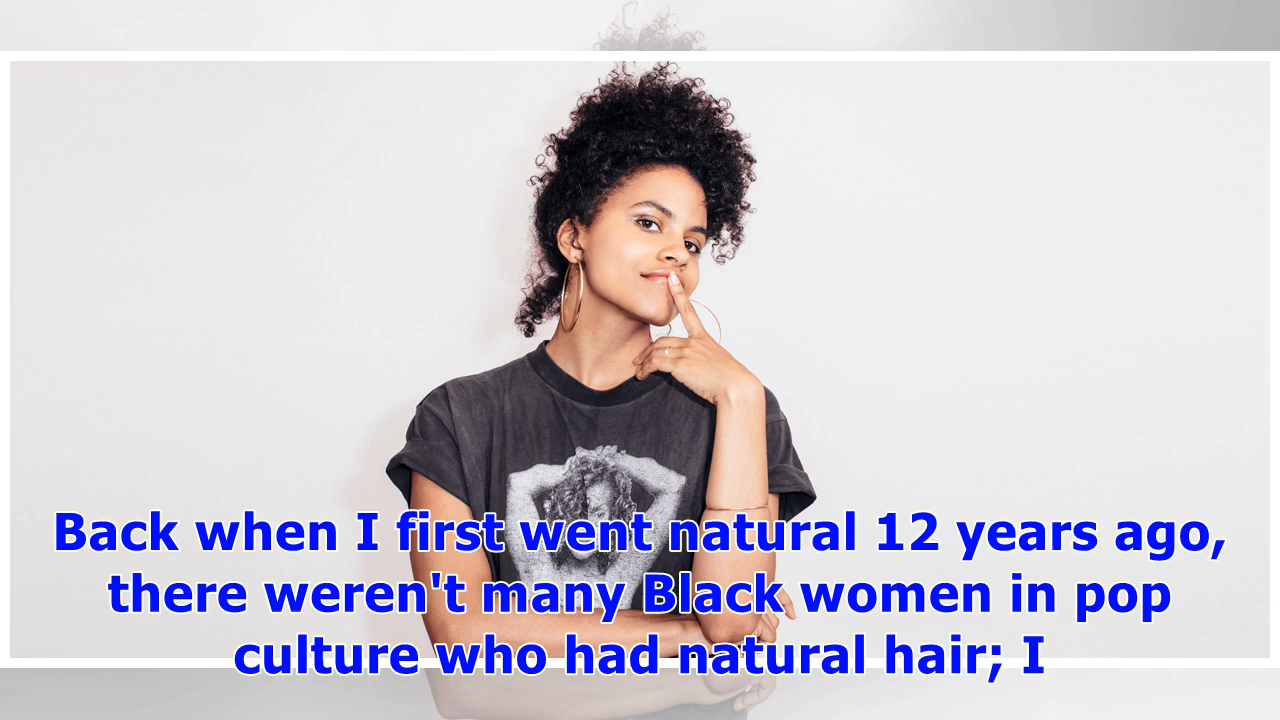 Back when I first went natural 12 years ago,
there weren't many Black women in pop
culture who had natural hair; I